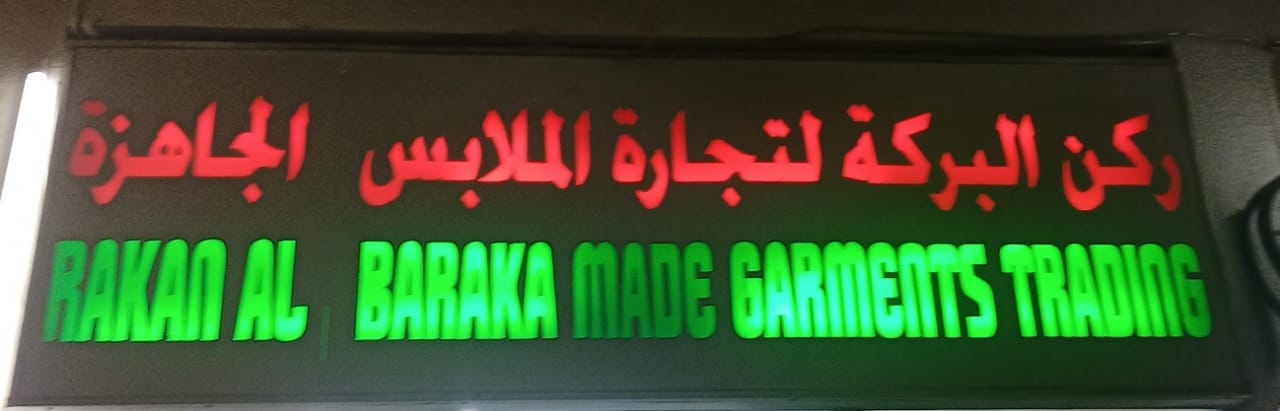 ركن البركة لتجارة الملابس الجاهزة
RAKAN AL BARAKA MADE GARMENTS TRADING